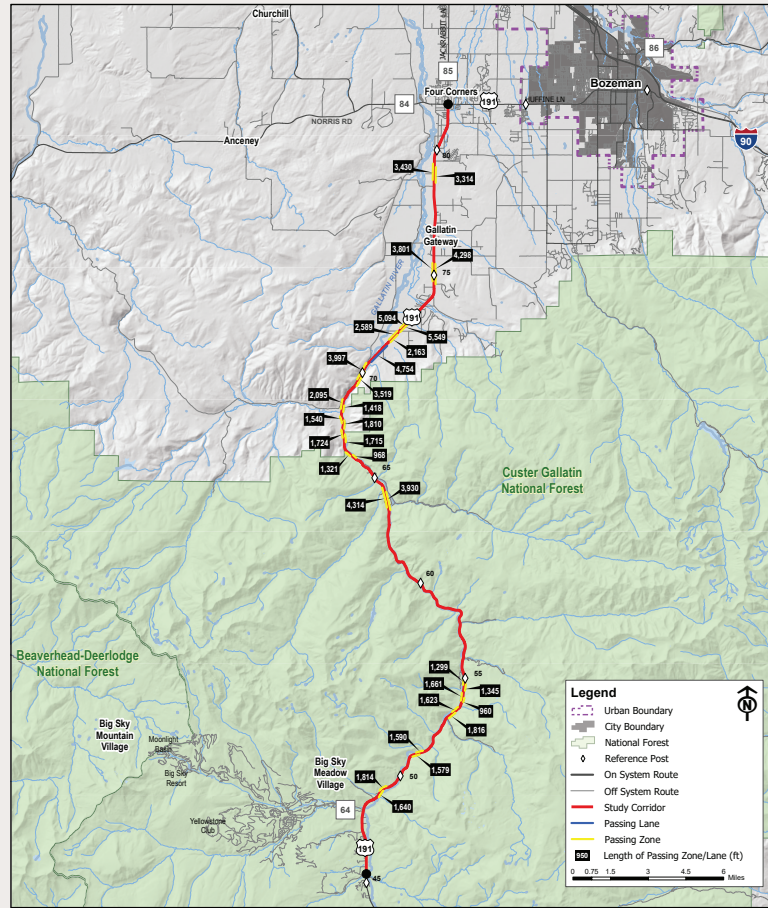 Churchill
JACKRABBIT LN
86
85
Bozeman
Four Corners
84
191
HUFFINE LN
NORRIS RD
Anceney
90
80
3,430
3,314
Gallatin
Gateway
3,801
4,298
75
GALLATIN RIVER
5,094
191
2,589
5,549
2,163
3,997
4,754
70
3,519
2,095
1,418
1,540
1,810
1,724
1,715
968
1,321
65
Custer Gallatin
National Forest
3,930
4,314
60
Beaverhead-Deerlodge
National Forest
1,299
55
1,661
1,345
1,623
960
1,816
Big Sky
Mountain
Village
Moonlight
Basin
Big Sky
Resort
Big Sky
Meadow
Village
1,590
1,579
1,814
50
64
1,640
Yellowstone
Club
191
45
Legend
N
Urban Boundary
City Boundary
National Forest
Reference Post
On System Route
Off System Route
Study Corridor
Passing Lane
Passing Zone
950 Length of Passing Zone/Lane (ft)
0 0.75 1.5 3 4.5 6
Miles